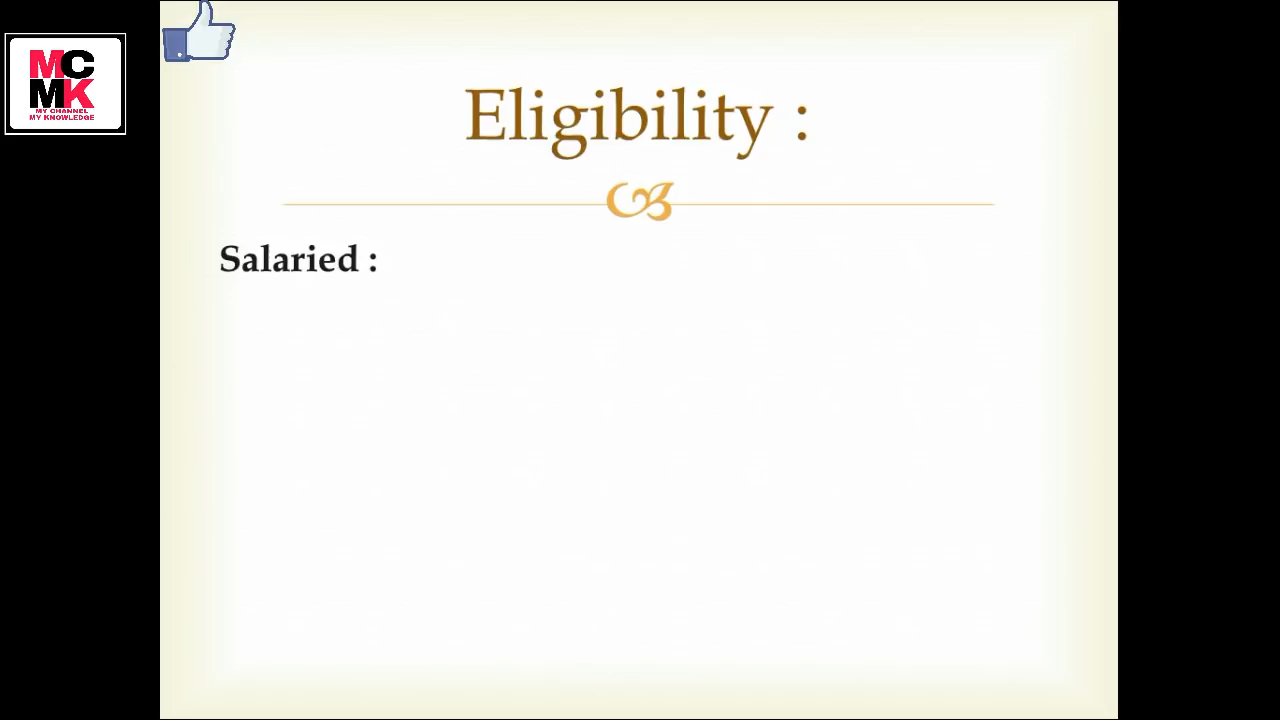 MC
MK
MY CHANNEL
MY KNOWLEDGE
Eligibility :
Salaried :